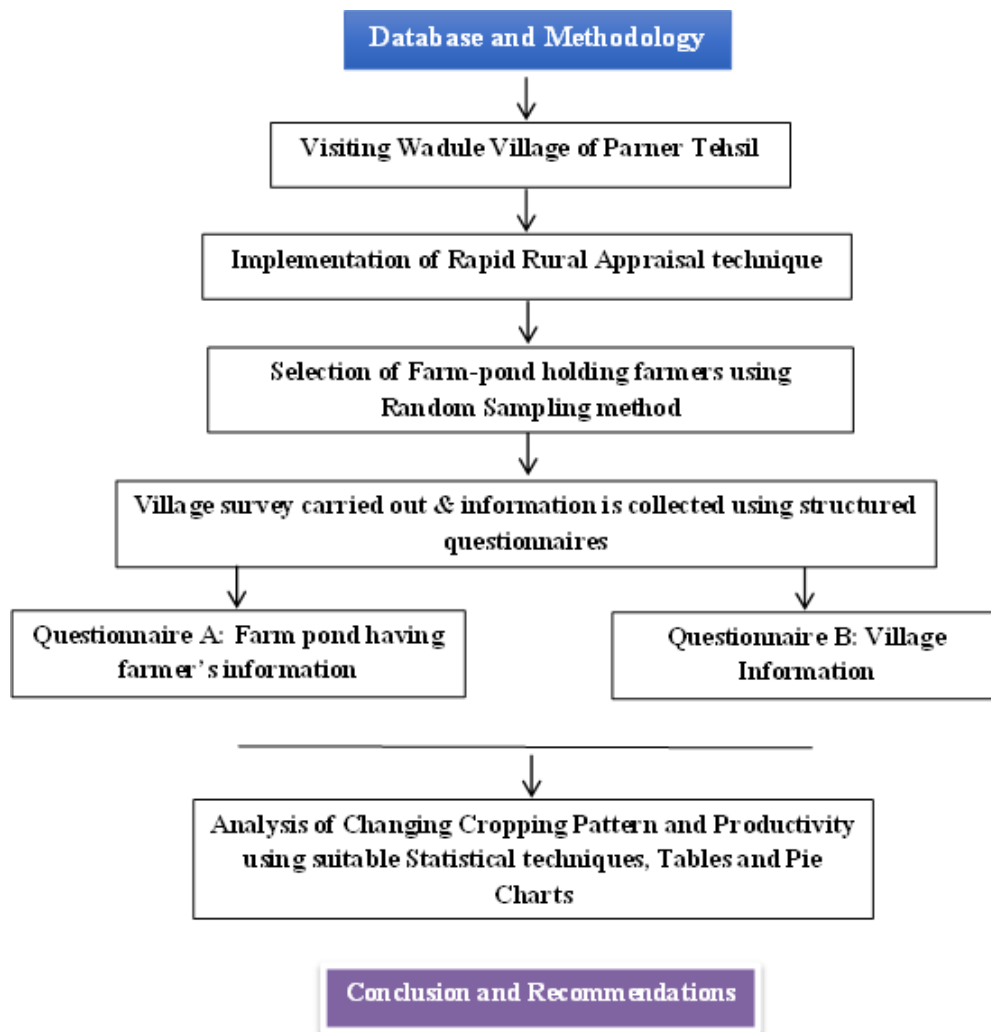 Database and Methodology
Visiting Wadule Village of Parner Tehsil
Implementation of Rapid Rural Appraisal technique
Selection of Farm-pond holding farmers using
Random Sampling method
Village survey carried out & information is collected using structured
questionnaires
Questionnaire A: Farm pond having
farmer's information
Questionnaire B: Village
Information
Analysis of Changing Cropping Pattern and Productivity
using suitable Statistical techniques, Tables and Pie
Charts
Conclusion and Recommendations